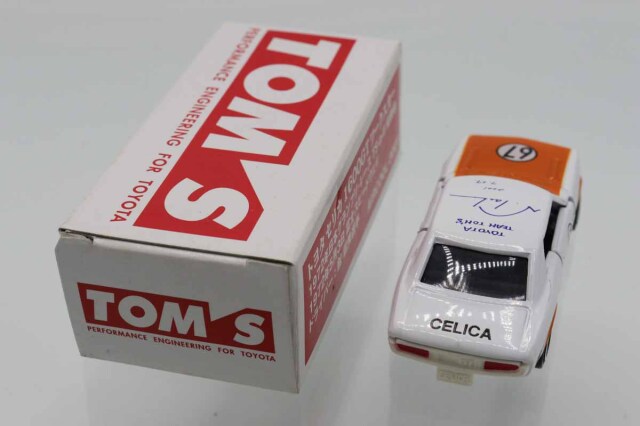 TOM'S
PERFORMANCE ENGINEERING FOR TOYOTA
TOM'S
PERFORMANCE ENGINEERING FOR TOYOTA
67
TOYOTA
TEAM TOM'S
CELICA